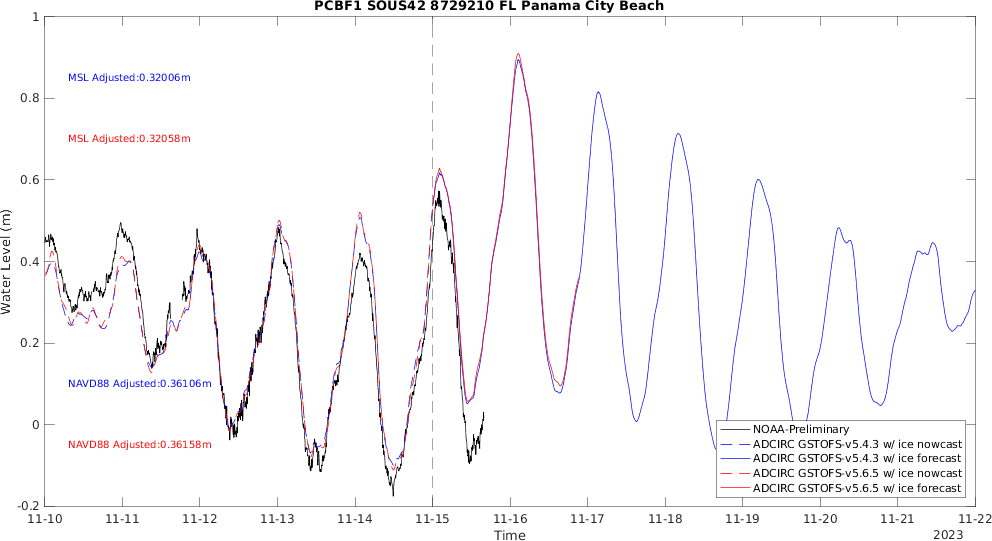 PCBF1 SOUS42 8729210 FL Panama City Beach
1
0.8
0.6
0.4
0.2
0
-0.2
Water Level (m)
MSL Adjusted:0.32006m
MSL Adjusted:0.32058m
NAVD88 Adjusted:0.36106m
NAVD88 Adjusted:0.36158m
NOAA-Preliminary
ADCIRC GSTOFS-v5.4.3 w/ ice nowcast
ADCIRC GSTOFS-v5.4.3 w/ ice forecast
ADCIRC GSTOFS-v5.6.5 w/ ice nowcast
ADCIRC GSTOFS-v5.6.5 w/ ice forecast
11-10 11-11 11-12 11-13 11-14 11-15 11-16 11-17 11-18 11-19 11-20 11-21 11-22
Time
2023